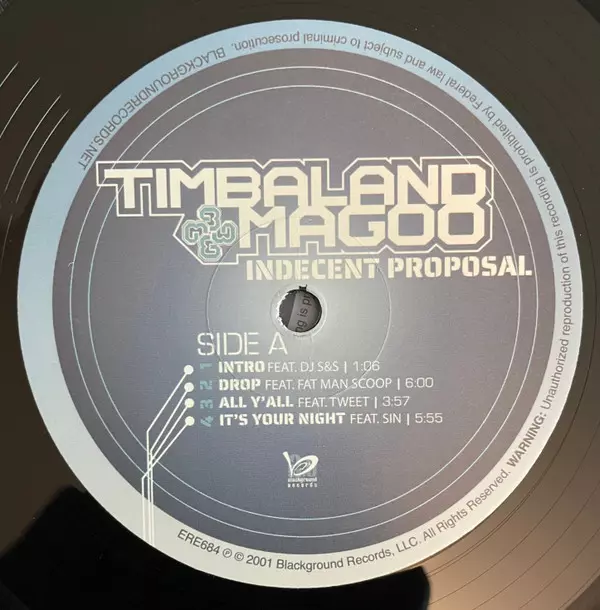 TIMBALAND
MAGOO
INDECENT PROPOSAL
SIDE A
1 INTRO FEAT. DJ S&S | 1:06
2 DROP FEAT. FAT MAN SCOOP | 6:00
3 ALL Y'ALL FEAT. TWEET | 3:57
4 IT'S YOUR NIGHT FEAT. SIN | 5:55
Blackground
Records
ERE684 ℗ © 2001 Blackground Records, LLC. All Rights Reserved. WARNING: Unauthorized reproduction of this recording is prohibited by Federal law and subject to criminal prosecution. BLACKGROUNDRECORDS.NET